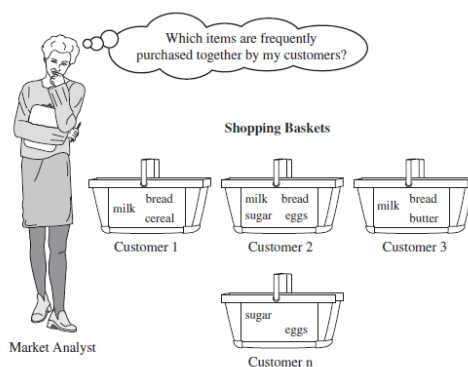 Which items are frequently
purchased together by my customers?
Shopping Baskets
milk bread
cereal
Customer 1
milk bread
sugar eggs
Customer 2
milk bread
butter
Customer 3
sugar
eggs
Customer n
Market Analyst